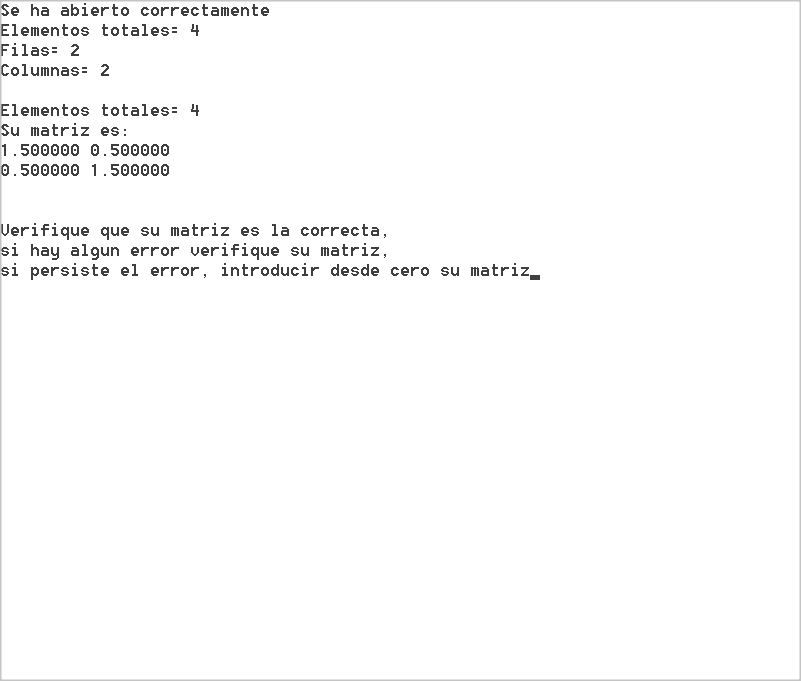 Se ha abierto correctamente
Elementos totales= 4
Filas= 2
Columnas= 2
Elementos totales= 4
Su matriz es:
1.500000 0.500000
0.500000 1.500000
Verifique que su matriz es la correcta,
si hay algun error verifique su matriz,
si persiste el error, introducir desde cero su matriz_